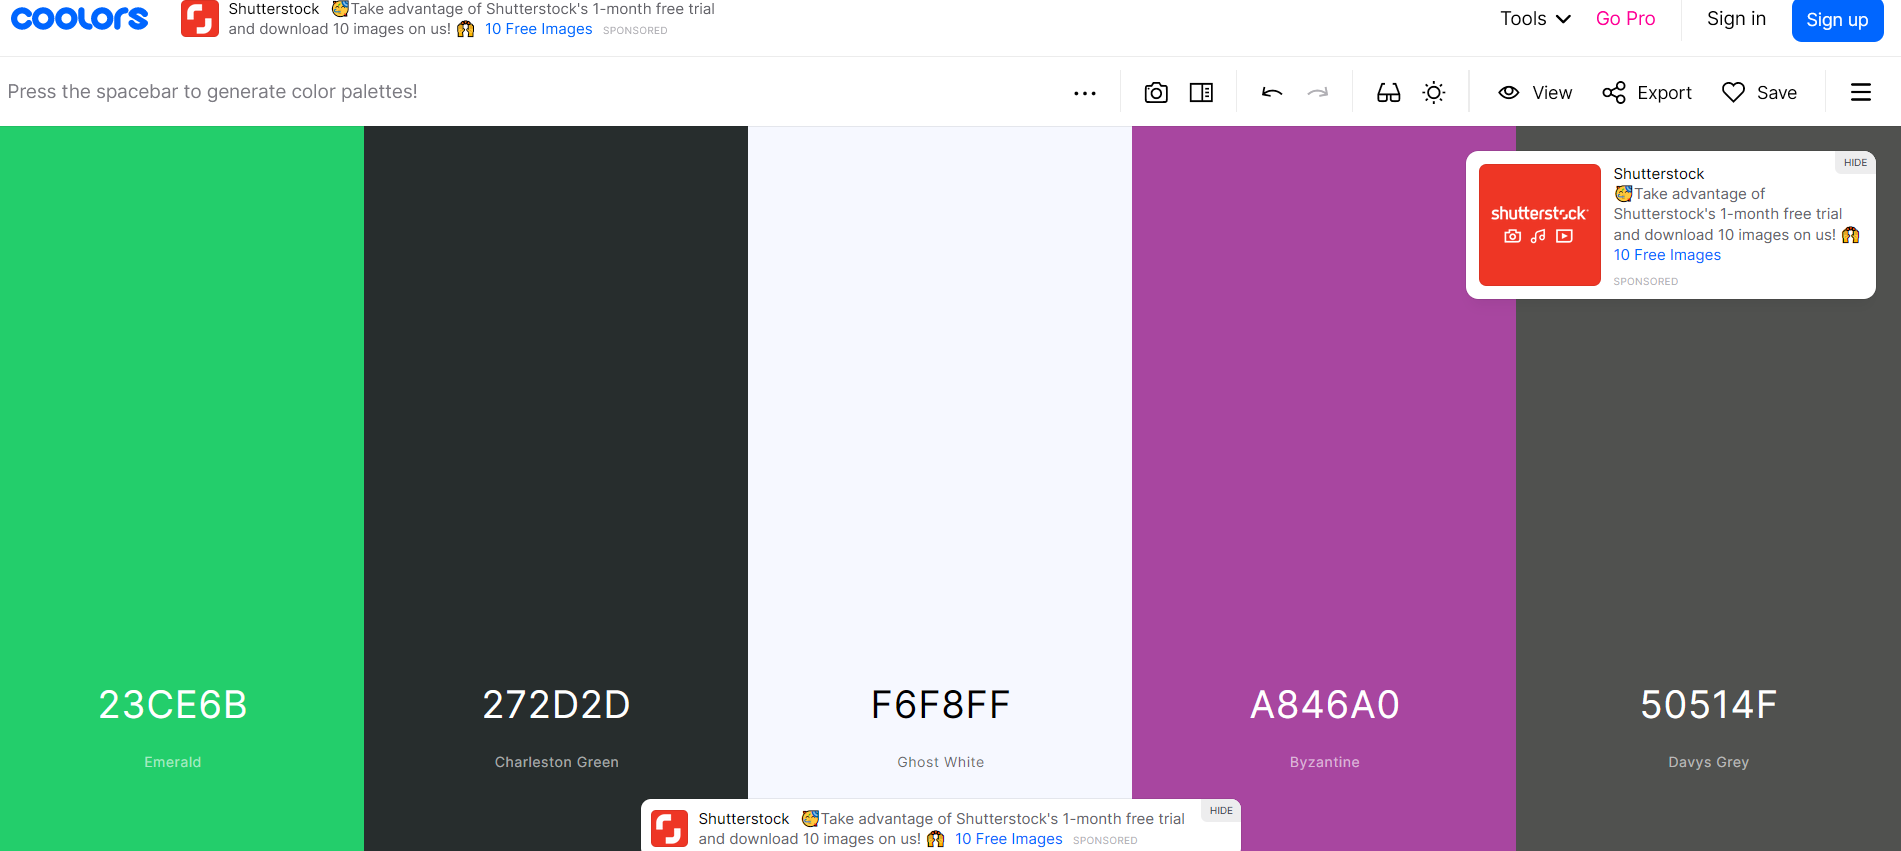 coolors
Shutterstock 🥳Take advantage of Shutterstock's 1-month free trial
and download 10 images on us! 🙌 10 Free Images SPONSORED
Tools
Go Pro
Sign in
Sign up
Press the spacebar to generate color palettes!
View
Export
Save
HIDE
shutterstock
Shutterstock
🥳Take advantage of
Shutterstock's 1-month free trial
and download 10 images on us! 🙌
10 Free Images
SPONSORED
23CE6B
272D2D
F6F8FF
A846A0
50514F
Emerald
Charleston Green
Ghost White
Byzantine
Davys Grey
Shutterstock 🥳Take advantage of Shutterstock's 1-month free trial
and download 10 images on us! 🙌 10 Free Images SPONSORED
HIDE